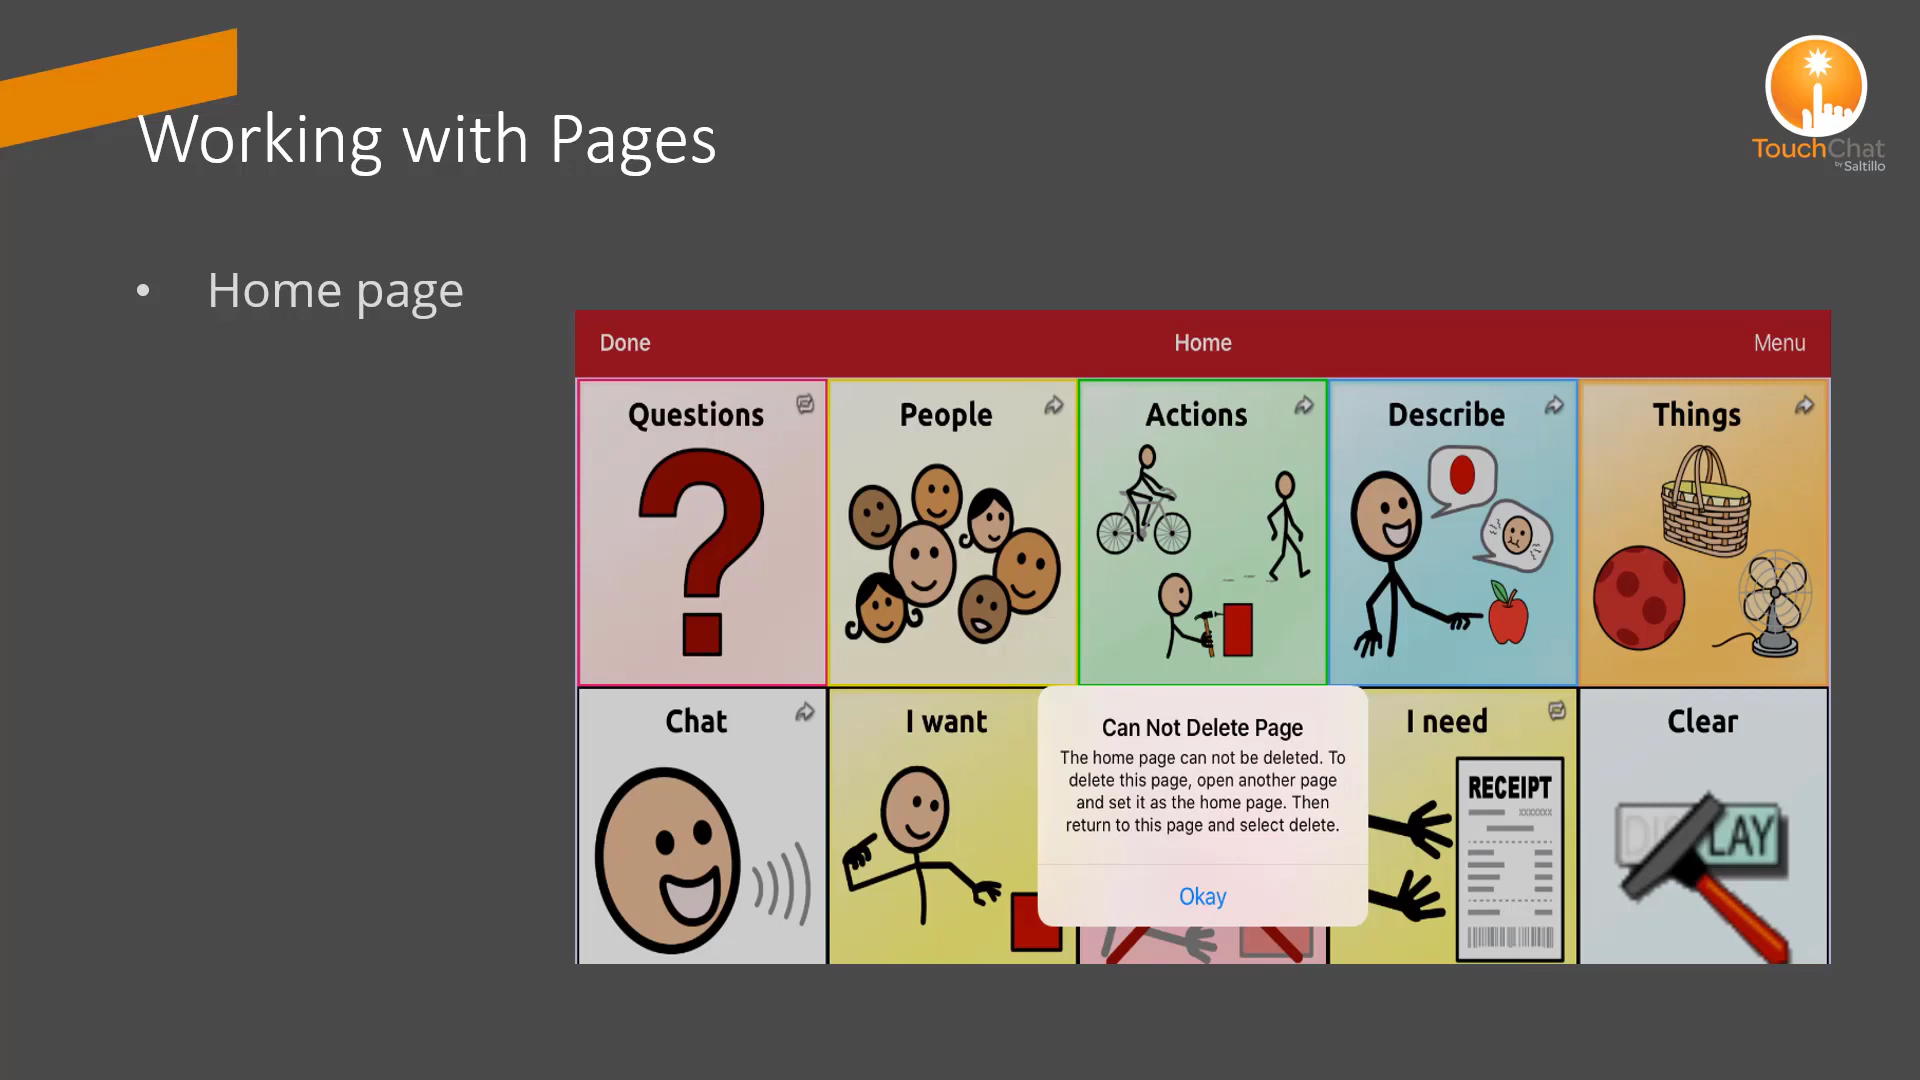 Working with Pages
TouchChat
by Saltillo
• Home page
Done
Home
Menu
Questions
People
Actions
Describe
Things
Chat
I want
I need
Clear
Can Not Delete Page
The home page can not be deleted. To
delete this page, open another page
and set it as the home page. Then
return to this page and select delete.
Okay
RECEIPT
XXXXXXX